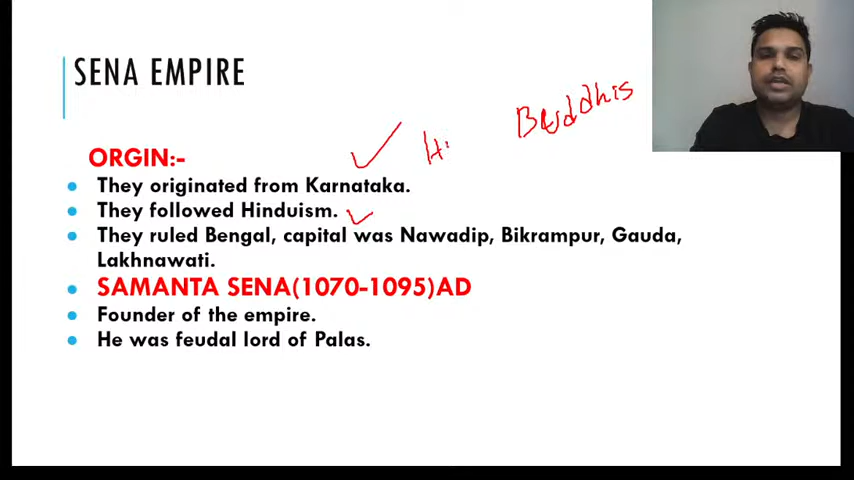 SENA EMPIRE
Buddhis
Hi
ORGIN:-
They originated from Karnataka.
They followed Hinduism.
They ruled Bengal, capital was Nawadip, Bikrampur, Gauda,
Lakhnawati.
SAMANTA SENA(1070-1095)AD
Founder of the empire.
He was feudal lord of Palas.